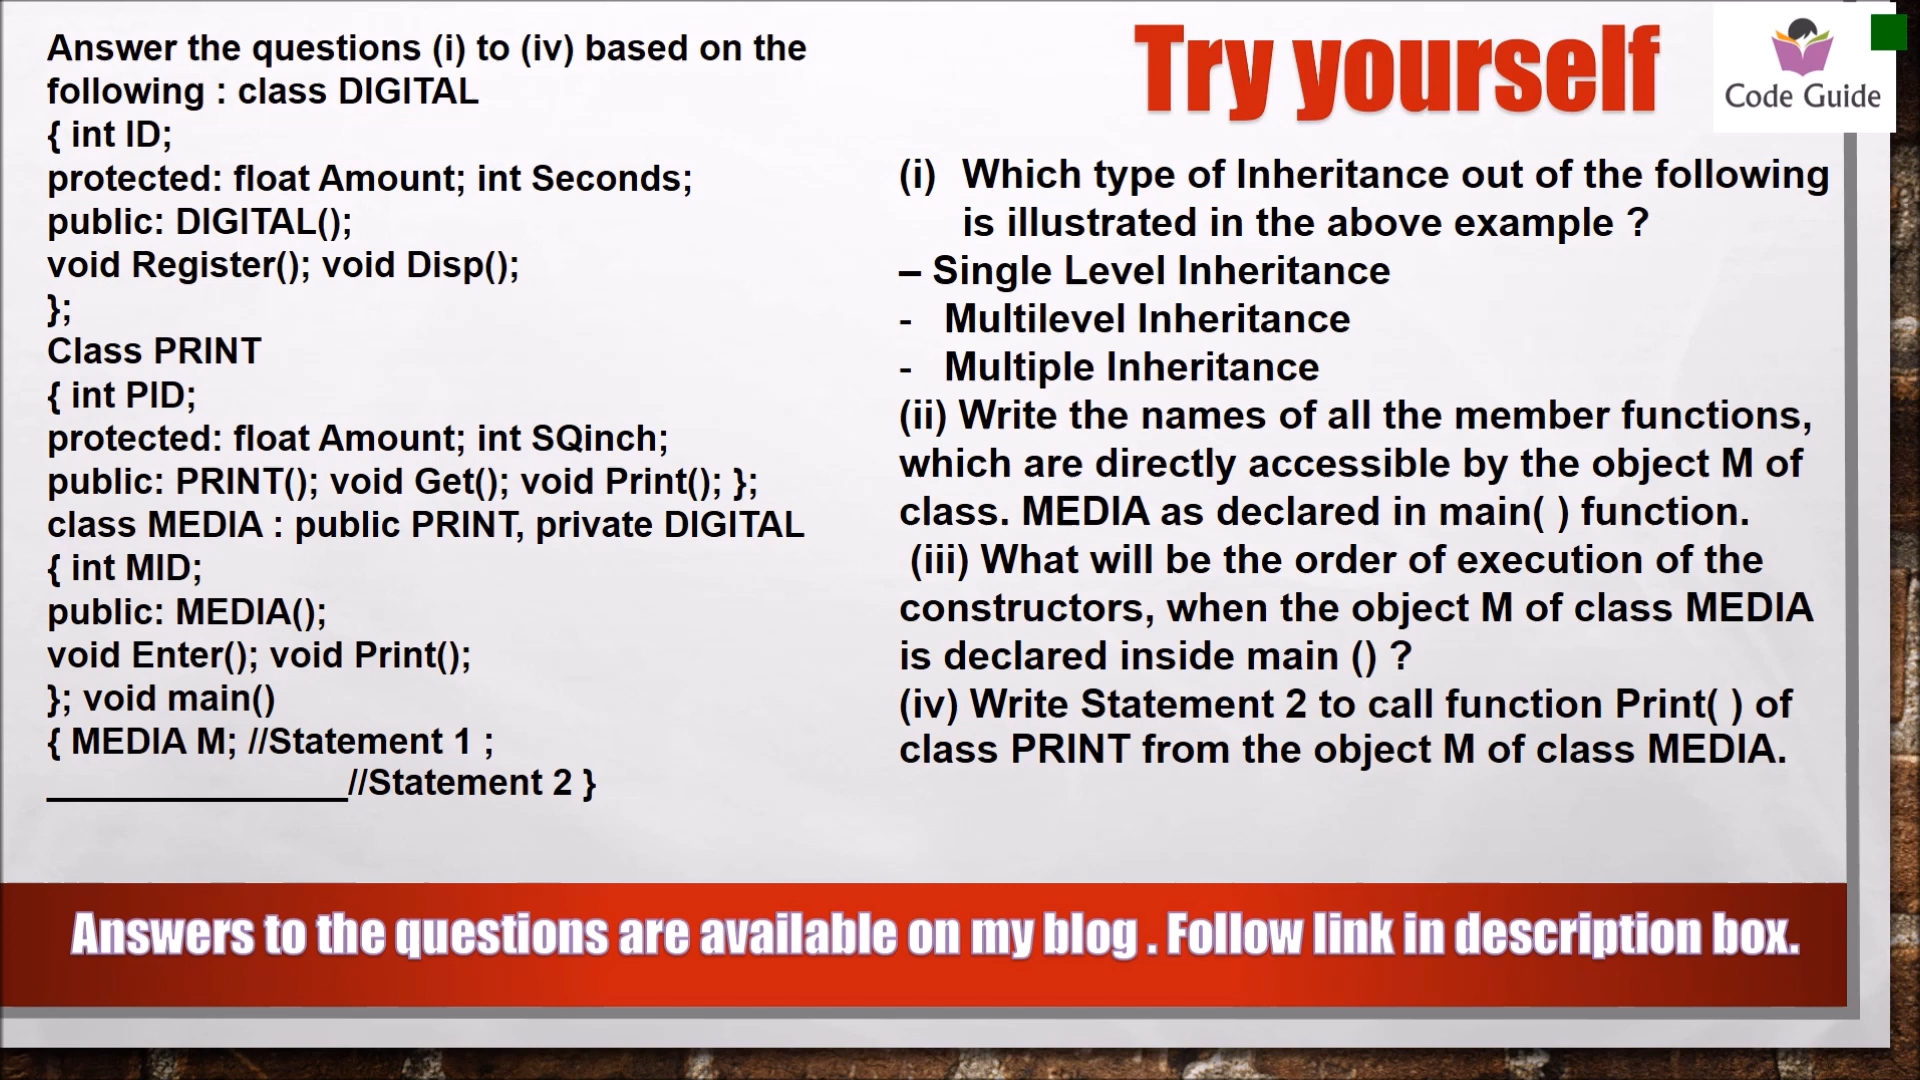 Answer the questions (i) to (iv) based on the
following : class DIGITAL
{ int ID;
protected: float Amount; int Seconds;
public: DIGITAL();
void Register(); void Disp();
};
Class PRINT
{ int PID;
protected: float Amount; int SQinch;
public: PRINT(); void Get(); void Print(); };
class MEDIA : public PRINT, private DIGITAL
{ int MID;
public: MEDIA();
void Enter(); void Print();
}; void main()
{ MEDIA M; //Statement 1 ;
_______________//Statement 2 }
Try yourself
Code Guide
(i) Which type of Inheritance out of the following
is illustrated in the above example ?
– Single Level Inheritance
- Multilevel Inheritance
- Multiple Inheritance
(ii) Write the names of all the member functions,
which are directly accessible by the object M of
class. MEDIA as declared in main( ) function.
(iii) What will be the order of execution of the
constructors, when the object M of class MEDIA
is declared inside main () ?
(iv) Write Statement 2 to call function Print( ) of
class PRINT from the object M of class MEDIA.
Answers to the questions are available on my blog . Follow link in description box.